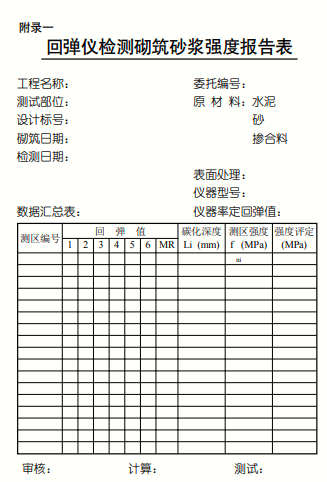 附录一
回弹仪检测砌筑砂浆强度报告表
工程名称： 委托编号：
测试部位： 原 材 料：水泥
设计标号： 砂
砌筑日期： 掺合料
检测日期：
表面处理：
仪器型号：
数据汇总表： 仪器率定回弹值：
测区编号 回 弹 值 碳化深度 测区强度 强度评定
1 2 3 4 5 6 MR Li (mm) f (MPa) (MPa)
ni
审核： 计算： 测试：